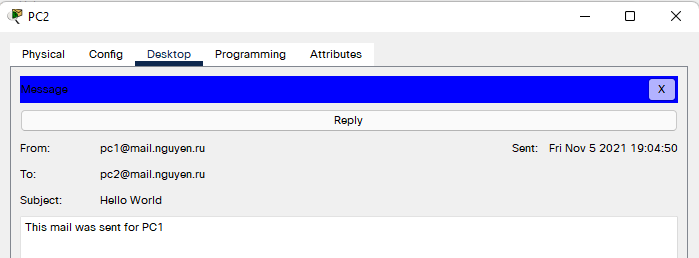 PC2
Physical Config Desktop Programming Attributes
Message X
Reply
From: pc1@mail.nguyen.ru Sent: Fri Nov 5 2021 19:04:50
To: pc2@mail.nguyen.ru
Subject: Hello World
This mail was sent for PC1